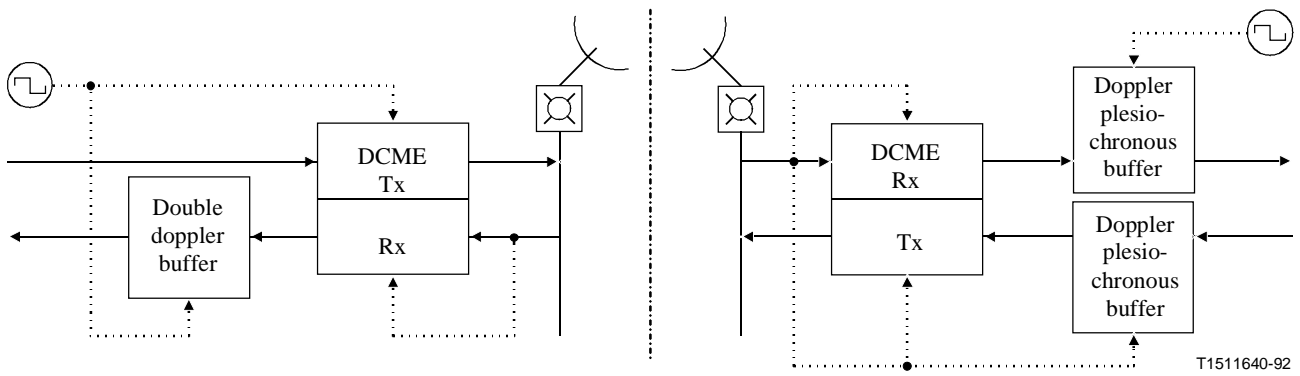 DCME
Tx
Rx
Double
doppler
buffer
DCME
Rx
Tx
Doppler
plesio-
chronous
buffer
Doppler
plesio-
chronous
buffer
T1511640-92